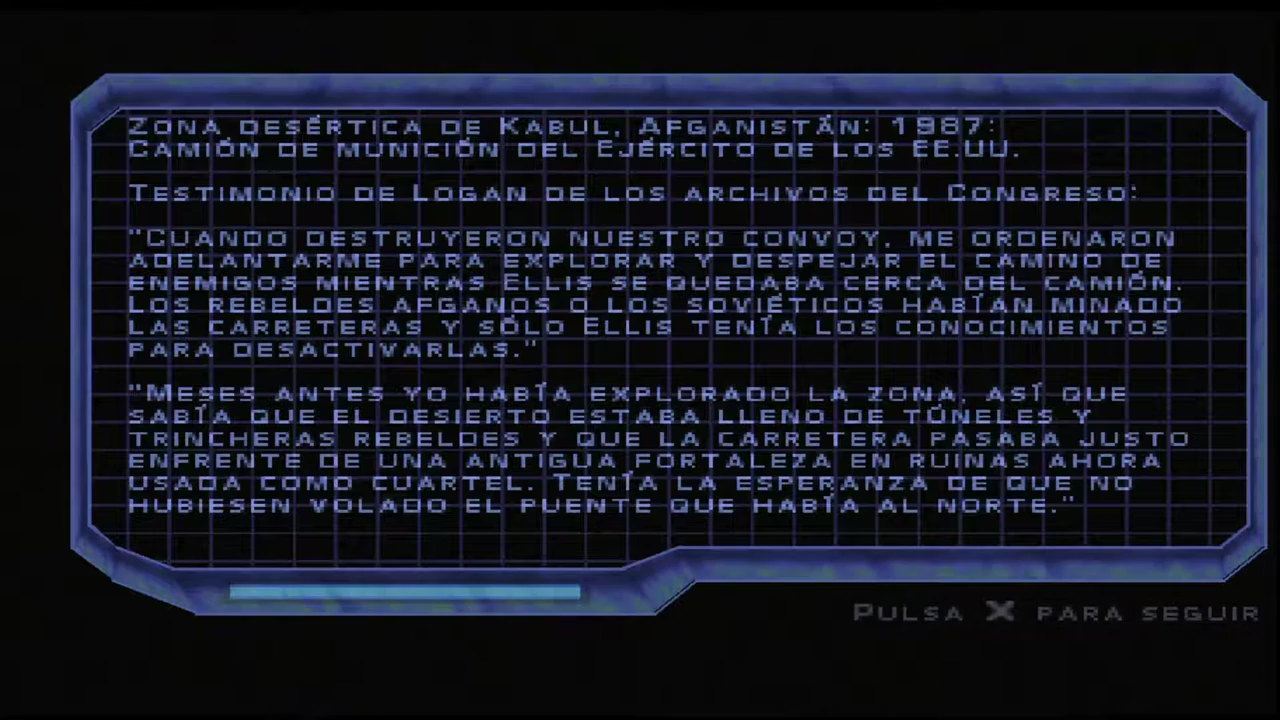 Zona desértica de Kabul, Afganistán: 1987:
Camión de munición del Ejército de los EE.UU.
Testimonio de Logan de los archivos del Congreso:
"Cuando destruyeron nuestro convoy, me ordenaron
adelantarme para explorar y despejar el camino de
enemigos mientras Ellis se quedaba cerca del camión.
Los rebeldes afganos o los soviéticos habían minado
las carreteras y sólo Ellis tenía los conocimientos
para desactivarlas."
"Meses antes yo había explorado la zona, así que
sabía que el desierto estaba lleno de túneles y
trincheras rebeldes y que la carretera pasaba justo
enfrente de una antigua fortaleza en ruinas ahora
usada como cuartel. Tenía la esperanza de que no
hubiesen volado el puente que había al norte."
Pulsa X para seguir